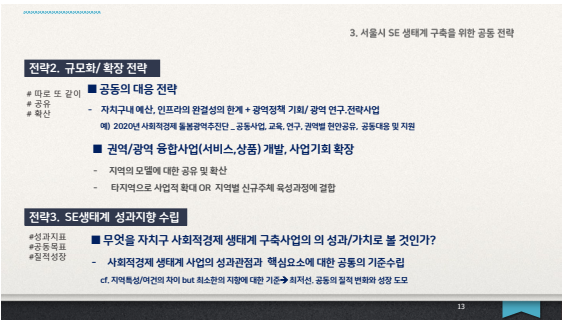 3. 서울시 SE 생태계 구축을 위한 공동 전략
전략2. 규모화/ 확장 전략
# 따로 또 같이
# 공유
# 확산
■ 공동의 대응 전략
- 자치구내 예산, 인프라의 완결성의 한계 + 광역정책 기회/ 광역 연구.전략사업
예) 2020년 사회적경제 돌봄광역추진단 _ 공동사업, 교육, 연구, 권역별 현안공유, 공동대응 및 지원
■ 권역/광역 융합사업(서비스,상품) 개발, 사업기회 확장
- 지역의 모델에 대한 공유 및 확산
- 타지역으로 사업적 확대 OR 지역별 신규주체 육성과정에 결합
전략3. SE생태계 성과지향 수립
#성과지표
#공동목표
#질적성장
■ 무엇을 자치구 사회적경제 생태계 구축사업의 의 성과/가치로 볼 것인가?
- 사회적경제 생태계 사업의 성과관점과 핵심요소에 대한 공통의 기준수립
cf. 지역특성/여건의 차이 but 최소한의 지향에 대한 기준→ 최저선. 공동의 질적 변화와 성장 도모
13